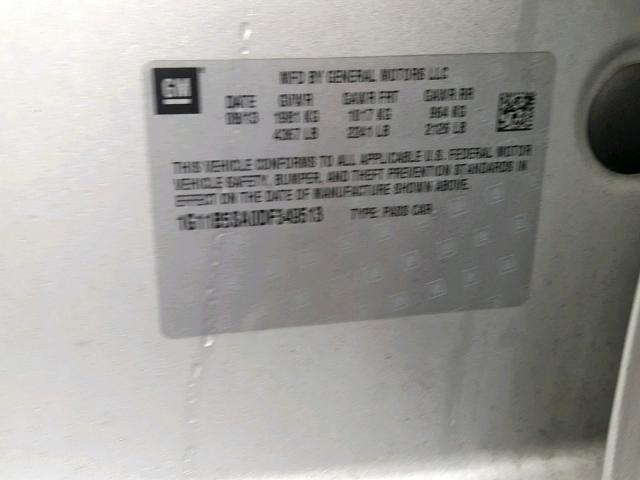 GM
MFD BY GENERAL MOTORS LLC
DATE GVWR GAWR FRT GAWR RR
1981 KG 1017 KG 964 KG
4367 LB 2241 LB 2126 LB
THIS VEHICLE CONFORMS TO ALL APPLICABLE U.S. FEDERAL MOTOR
VEHICLE SAFETY, BUMPER, AND THEFT PREVENTION STANDARDS IN
EFFECT ON THE DATE OF MANUFACTURE SHOWN ABOVE.
TYPE: PASS CAR